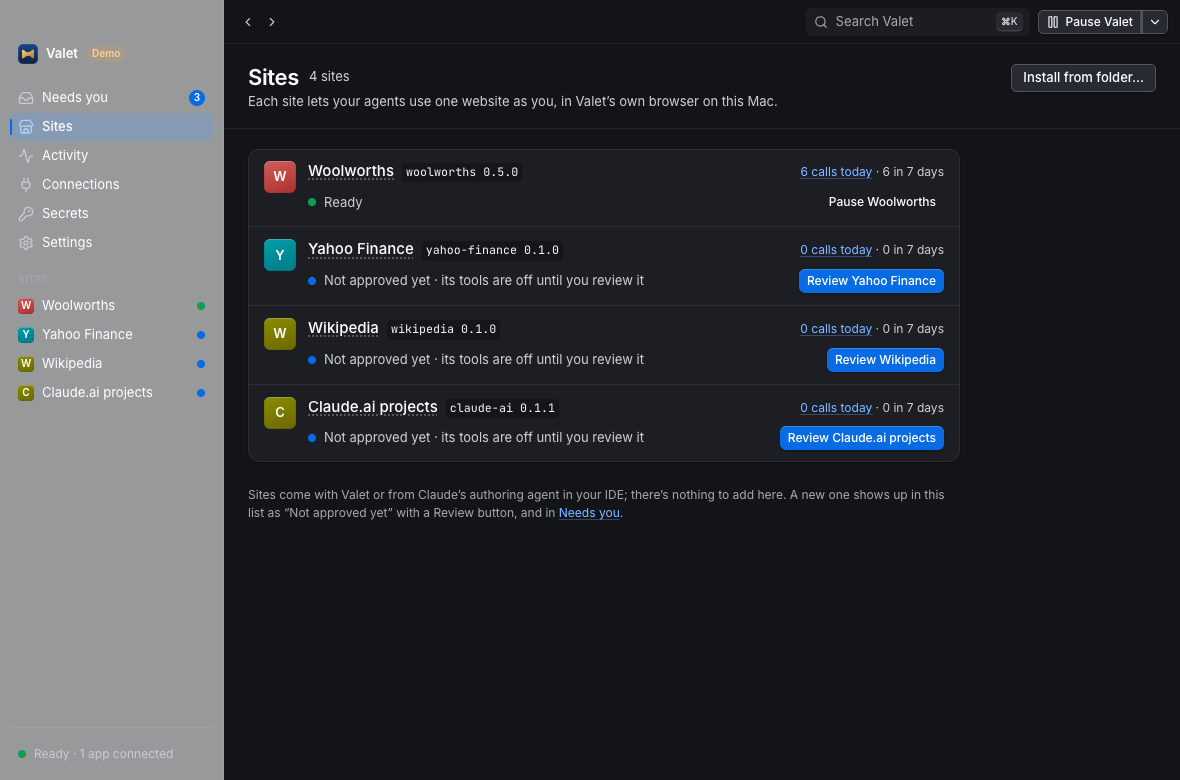 Valet Demo
Needs you 3
Sites
Activity
Connections
Secrets
Settings
SITES
W Woolworths
Y Yahoo Finance
W Wikipedia
C Claude.ai projects
Ready · 1 app connected
Search Valet ⌘K
Pause Valet
Sites 4 sites
Each site lets your agents use one website as you, in Valet’s own browser on this Mac.
Install from folder…
W Woolworths woolworths 0.5.0 6 calls today · 6 in 7 days
Ready Pause Woolworths
Y Yahoo Finance yahoo-finance 0.1.0 0 calls today · 0 in 7 days
Not approved yet · its tools are off until you review it Review Yahoo Finance
W Wikipedia wikipedia 0.1.0 0 calls today · 0 in 7 days
Not approved yet · its tools are off until you review it Review Wikipedia
C Claude.ai projects claude-ai 0.1.1 0 calls today · 0 in 7 days
Not approved yet · its tools are off until you review it Review Claude.ai projects
Sites come with Valet or from Claude’s authoring agent in your IDE; there’s nothing to add here. A new one shows up in this
list as “Not approved yet” with a Review button, and in Needs you.